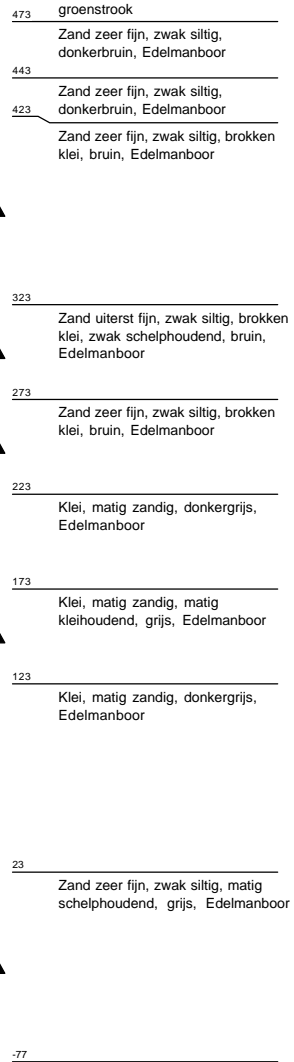 groenstrook
473
Zand zeer fijn, zwak siltig,
donkerbruin, Edelmanboor
443
Zand zeer fijn, zwak siltig,
donkerbruin, Edelmanboor
423
Zand zeer fijn, zwak siltig, brokken
klei, bruin, Edelmanboor
323
Zand uiterst fijn, zwak siltig, brokken
klei, zwak schelphoudend, bruin,
Edelmanboor
273
Zand zeer fijn, zwak siltig, brokken
klei, bruin, Edelmanboor
223
Klei, matig zandig, donkergrijs,
Edelmanboor
173
Klei, matig zandig, matig
kleihoudend, grijs, Edelmanboor
123
Klei, matig zandig, donkergrijs,
Edelmanboor
23
Zand zeer fijn, zwak siltig, matig
schelphoudend, grijs, Edelmanboor
-77